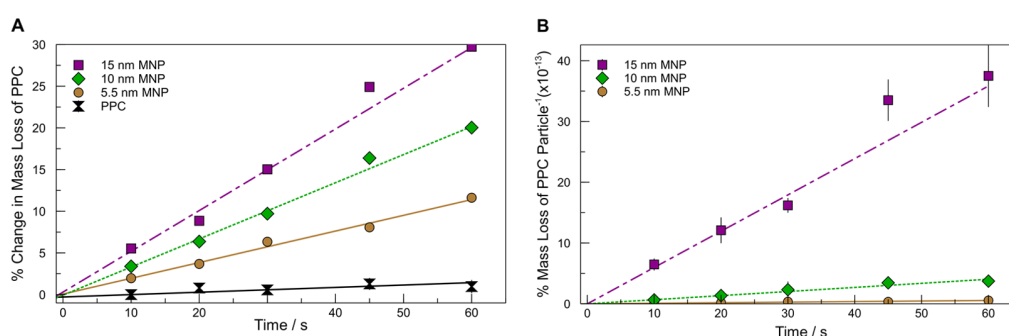 A
% Change in Mass Loss of PPC
30
25
20
15
10
5
0
15 nm MNP
10 nm MNP
5.5 nm MNP
PPC
0 10 20 30 40 50 60
Time / s
B
% Mass Loss of PPC Particle⁻¹(x10⁻¹³)
40
30
20
10
0
15 nm MNP
10 nm MNP
5.5 nm MNP
0 10 20 30 40 50 60
Time / s